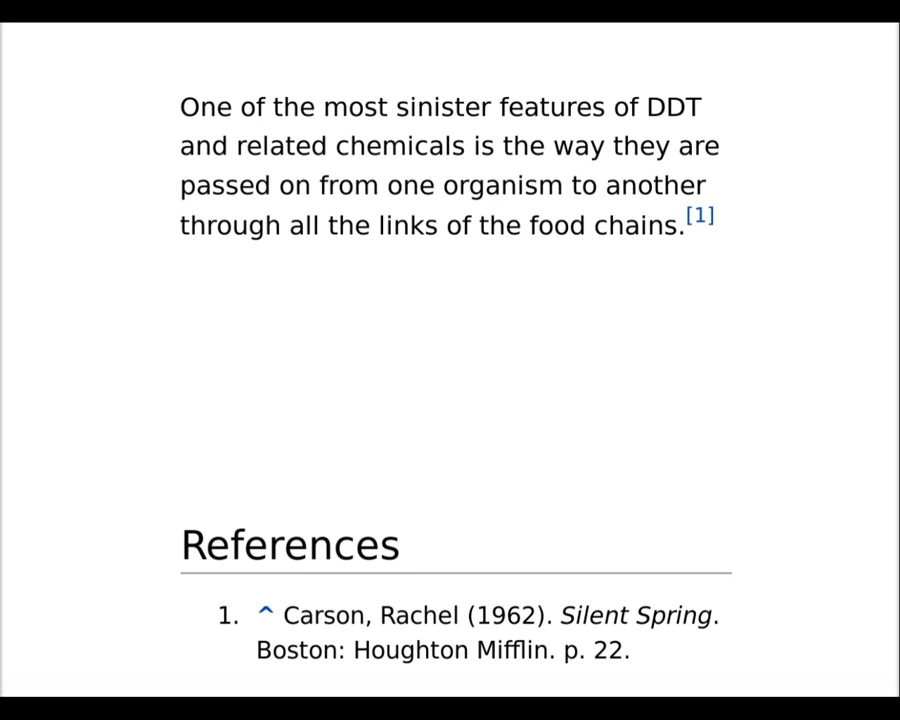 One of the most sinister features of DDT
and related chemicals is the way they are
passed on from one organism to another
through all the links of the food chains.[1]
References
1. ^ Carson, Rachel (1962). Silent Spring.
Boston: Houghton Mifflin. p. 22.